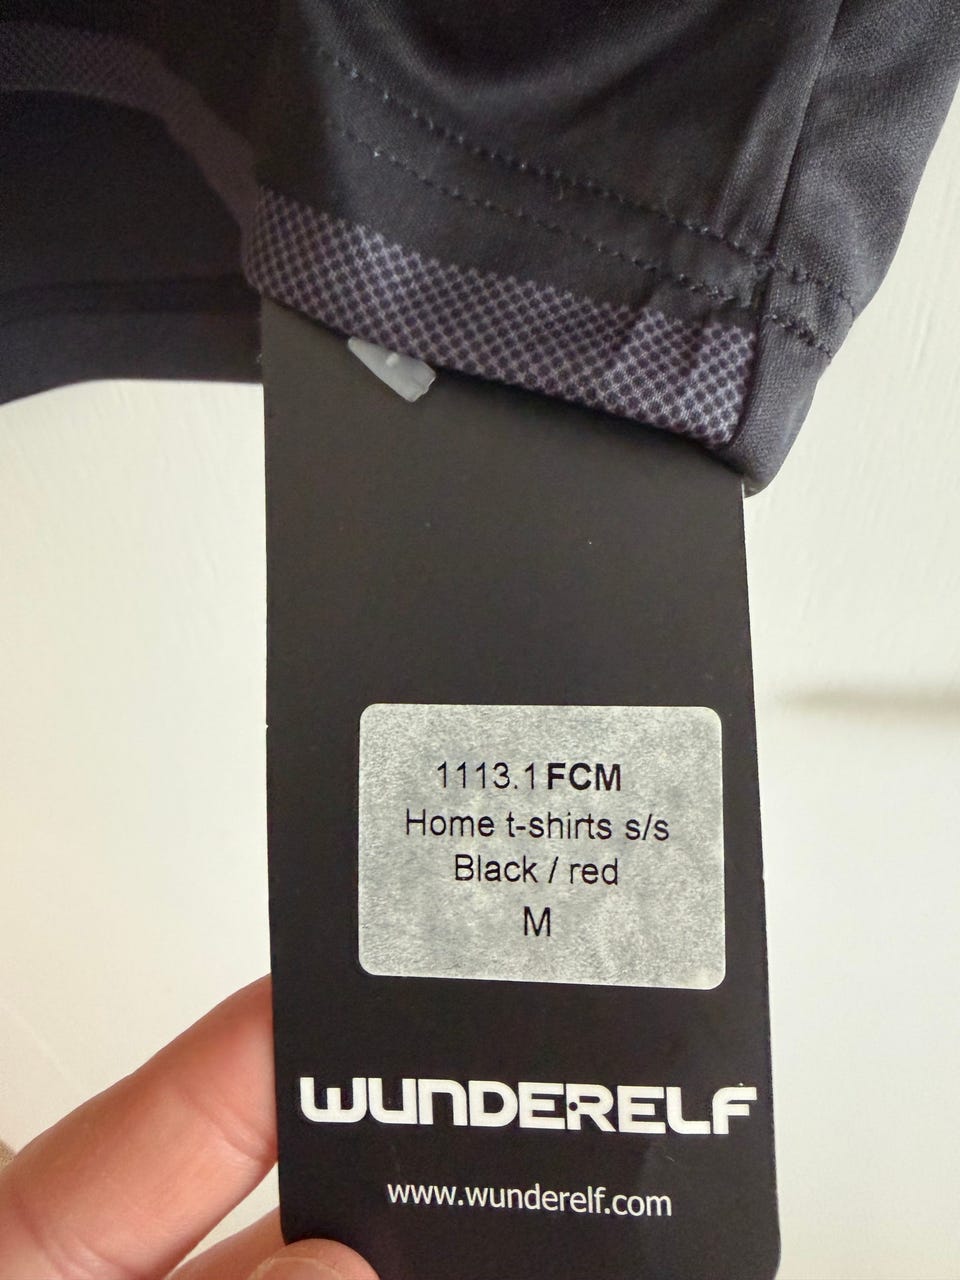 1113.1 FCM
Home t-shirts s/s
Black / red
M
WUNDERELF
www.wunderelf.com